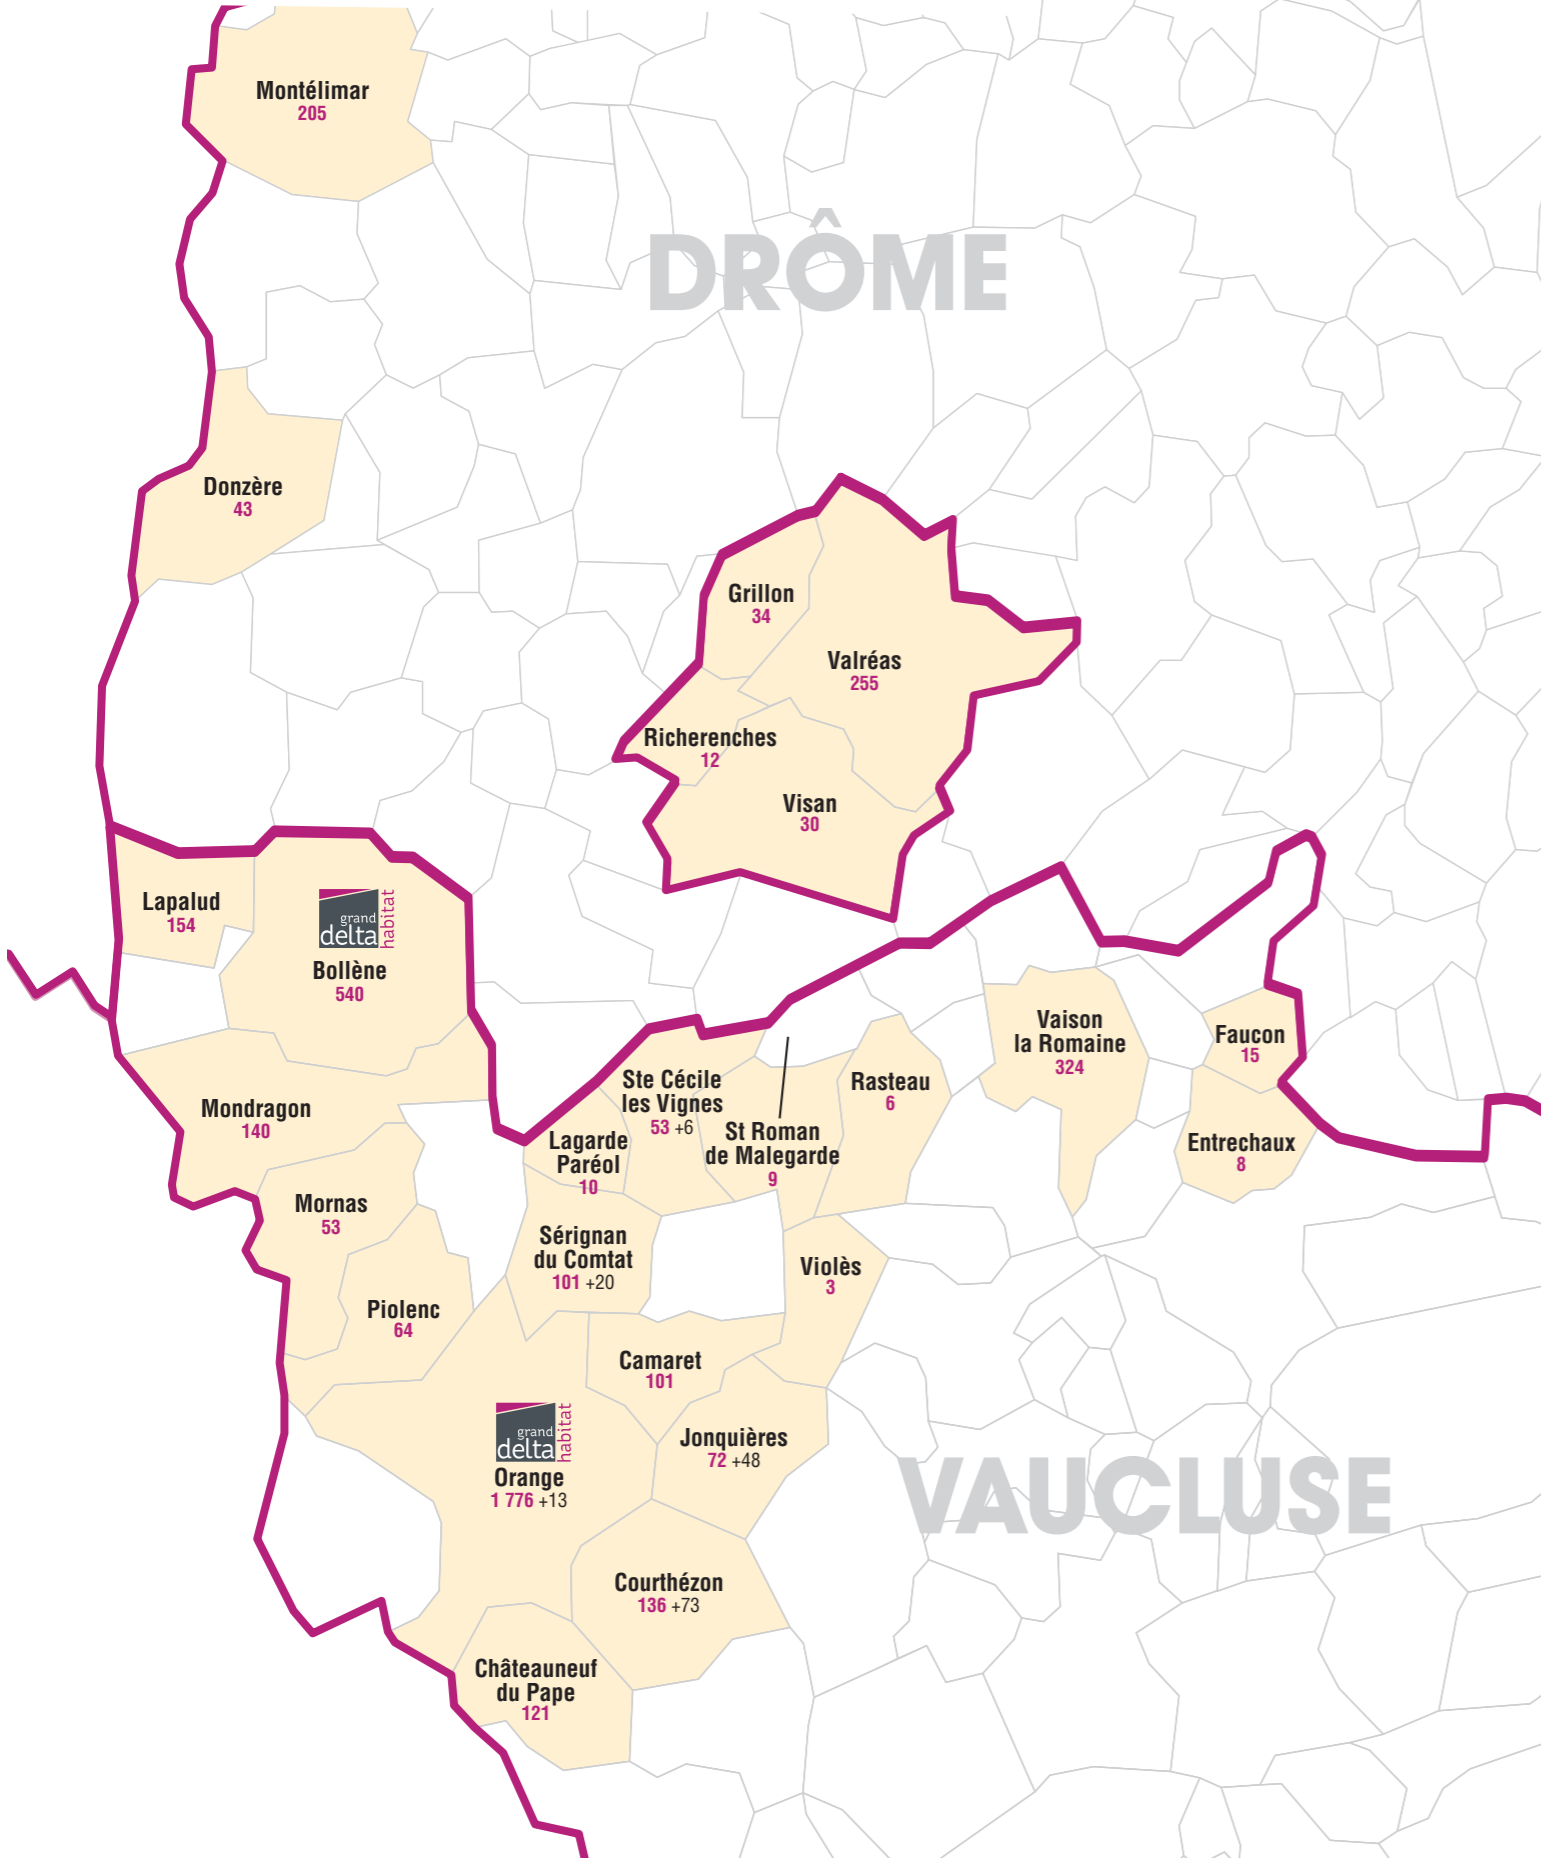 Montélimar
205
DRÔME
Donzère
43
Grillon
34
Valréas
255
Richerenches
12
Visan
30
Lapalud
154
grand
delta
habitat
Bollène
540
Vaison
la Romaine
324
Faucon
15
Ste Cécile
les Vignes
53 +6
Rasteau
6
Mondragon
140
St Roman
de Malegarde
9
Lagarde
Paréol
10
Entrechaux
8
Mornas
53
Sérignan
du Comtat
101 +20
Violès
3
Piolenc
64
Camaret
101
grand
delta
habitat
Orange
1 776 +13
Jonquières
72 +48
VAUCLUSE
Courthézon
136 +73
Châteauneuf
du Pape
121